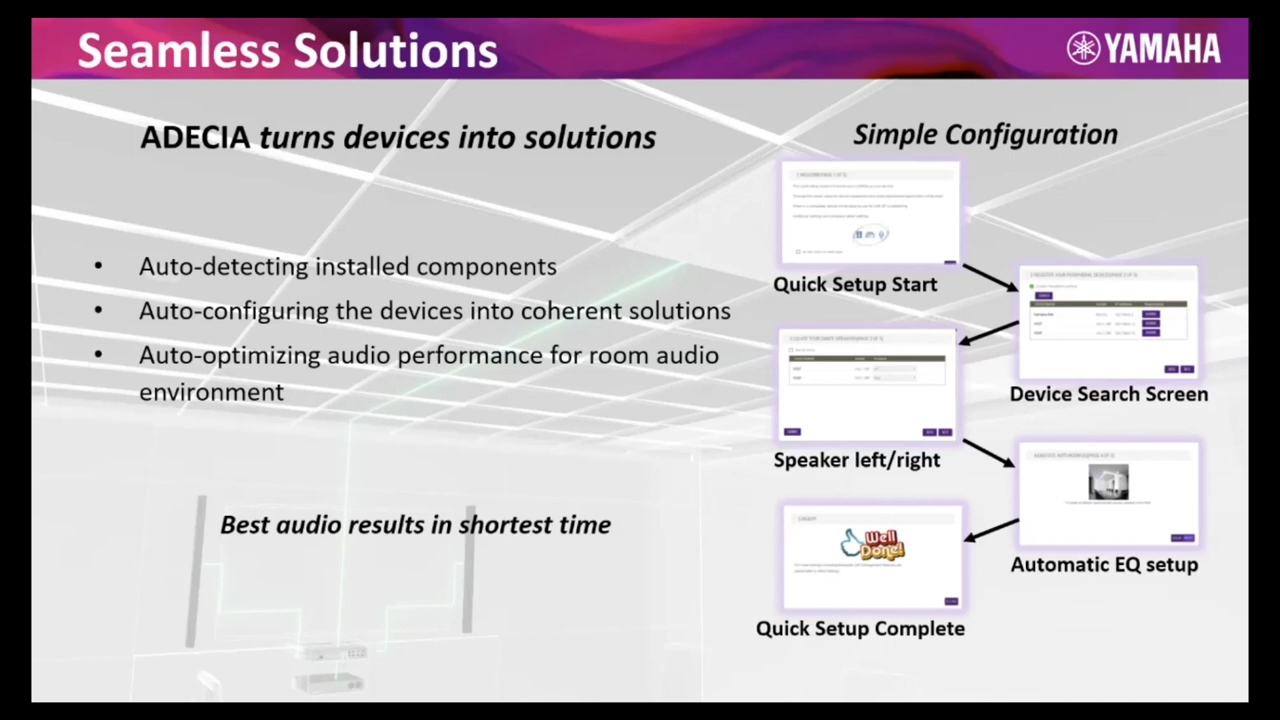 Seamless Solutions
YAMAHA
ADECIA turns devices into solutions
Auto-detecting installed components
Auto-configuring the devices into coherent solutions
Auto-optimizing audio performance for room audio
environment
Best audio results in shortest time
Simple Configuration
Quick Setup Start
Device Search Screen
Speaker left/right
Automatic EQ setup
Well
Done!
Quick Setup Complete